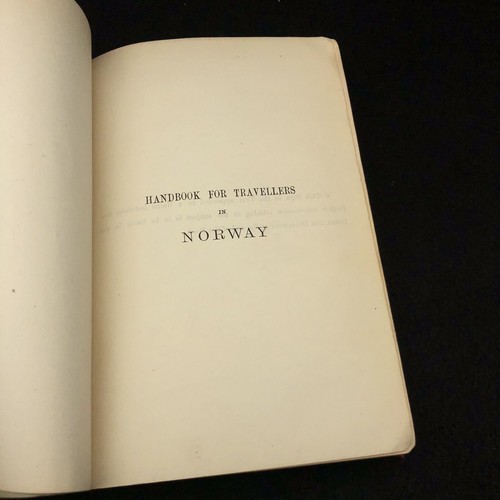 HANDBOOK FOR TRAVELLERS
IN
NORWAY